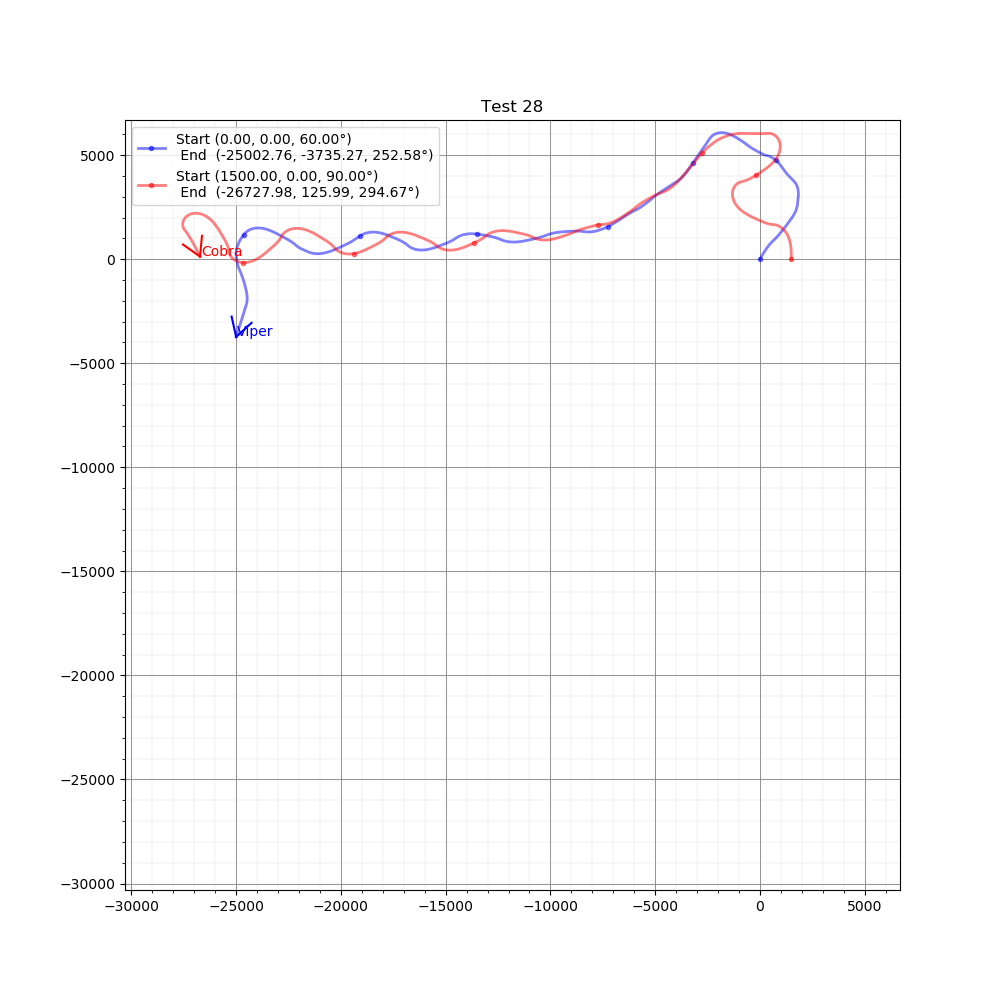 Test 28
Start (0.00, 0.00, 60.00°)
End (-25002.76, -3735.27, 252.58°)
Start (1500.00, 0.00, 90.00°)
End (-26727.98, 125.99, 294.67°)
5000
Cobra
0
Viper
−5000
−10000
−15000
−20000
−25000
−30000
−30000 −25000 −20000 −15000 −10000 −5000 0 5000